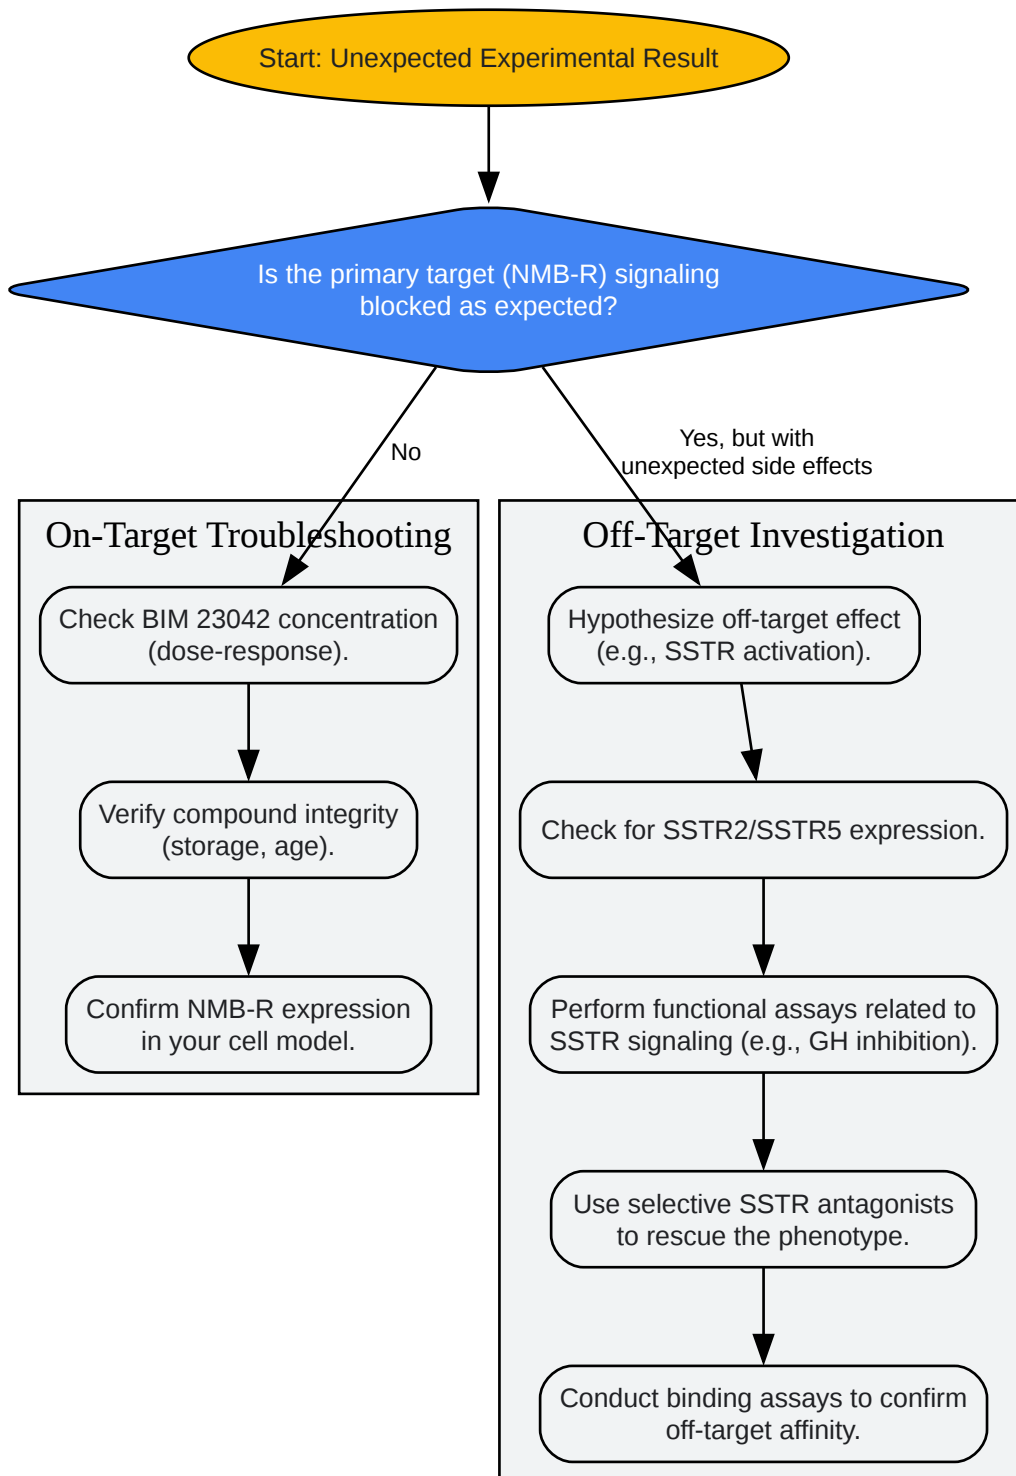 Start: Unexpected Experimental Result
Is the primary target (NMB-R) signaling
blocked as expected?
No
Yes, but with
unexpected side effects
On-Target Troubleshooting
Check BIM 23042 concentration
(dose-response).
Verify compound integrity
(storage, age).
Confirm NMB-R expression
in your cell model.
Off-Target Investigation
Hypothesize off-target effect
(e.g., SSTR activation).
Check for SSTR2/SSTR5 expression.
Perform functional assays related to
SSTR signaling (e.g., GH inhibition).
Use selective SSTR antagonists
to rescue the phenotype.
Conduct binding assays to confirm
off-target affinity.